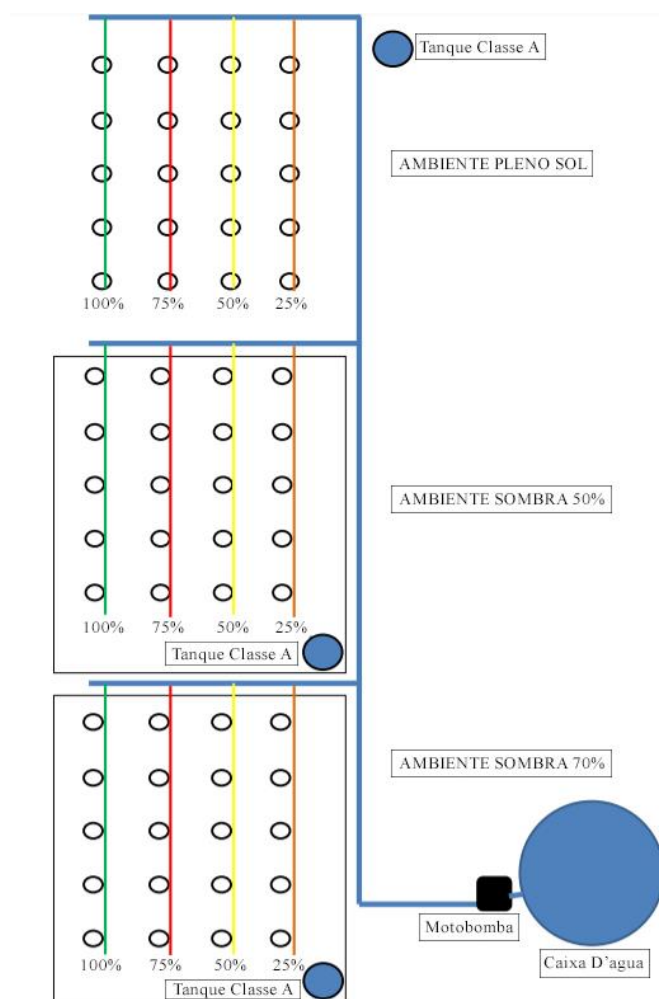 Tanque Classe A
AMBIENTE PLENO SOL
100% 75% 50% 25%
AMBIENTE SOMBRA 50%
100% 75% 50% 25%
Tanque Classe A
AMBIENTE SOMBRA 70%
Motobomba
Caixa D'agua
100% 75% 50% 25%
Tanque Classe A